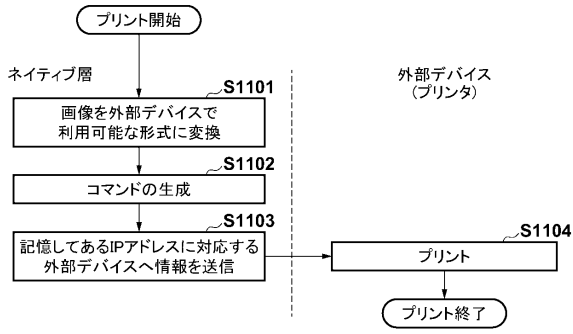 プリント開始
ネイティブ層
外部デバイス
(プリンタ)
S1101
画像を外部デバイスで
利用可能な形式に変換
S1102
コマンドの生成
S1103
記憶してあるIPアドレスに対応する
外部デバイスへ情報を送信
S1104
プリント
プリント終了